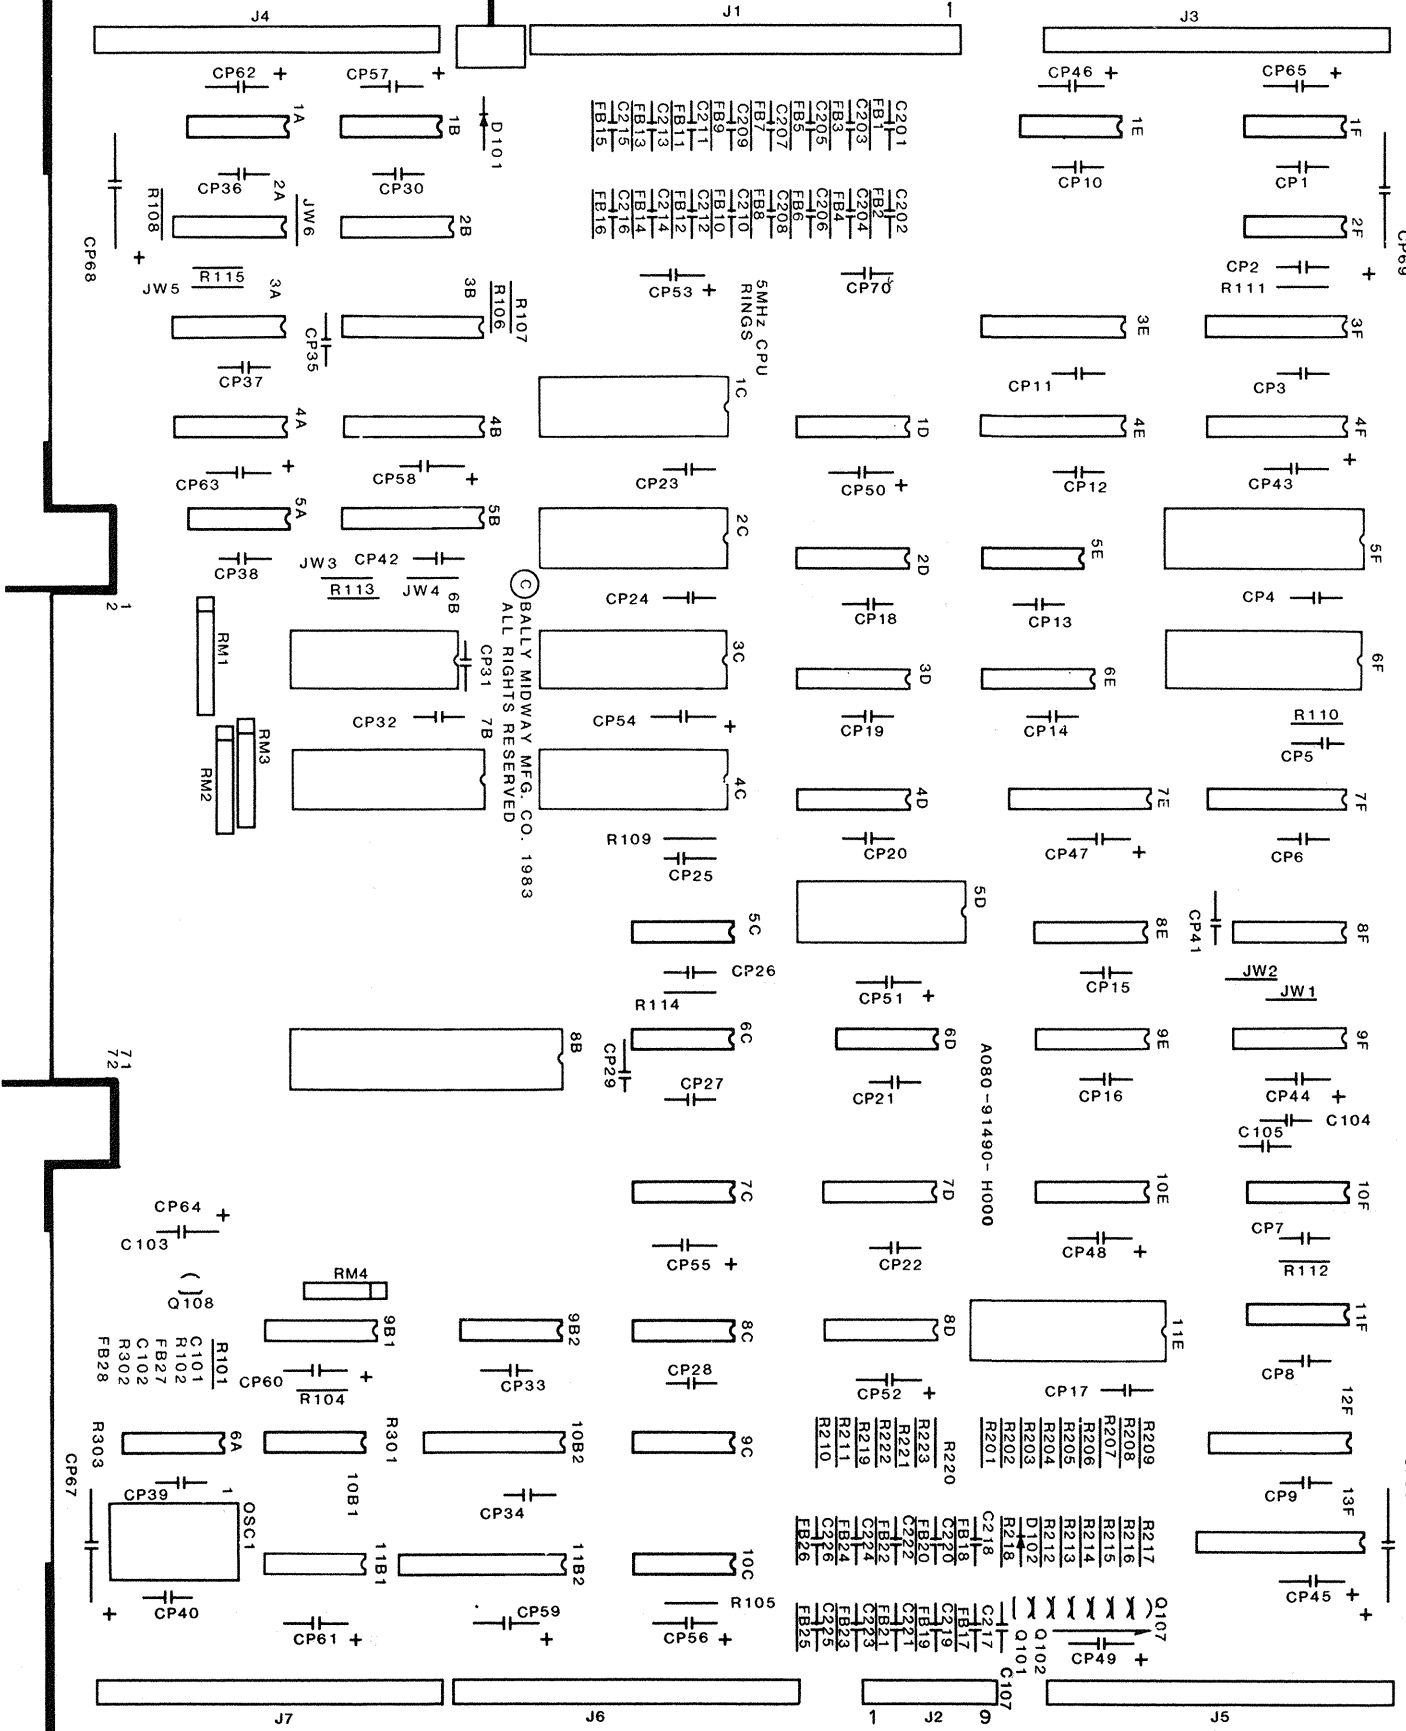 J4
J1
1
J3
CP62 +
CP57 +
CP46 +
CP65 +
1A
1B
D101
FB15
C215
FB13
C213
FB11
C211
FB9
C209
FB7
C207
FB5
C205
FB3
C203
FB1
C201
1E
1F
CP36
CP30
CP10
CP1
R108
2A
JW6
2B
FB16
C216
FB14
C214
FB12
C212
FB10
C210
FB8
C208
FB6
C206
FB4
C204
FB2
C202
2F
CP68
+
CP69
+
CP2
R111
R115
JW5
3A
3B
R106
R107
CP53 +
5MHz CPU
RINGS
CP70
3E
3F
CP35
CP37
CP11
CP3
1C
4A
4B
1D
4E
4F
CP63 +
CP58 +
CP23
CP50 +
CP12
CP43 +
5A
5B
2C
2D
5E
5F
CP38
JW3
CP42
R113
JW4
6B
CP24
CP18
CP13
CP4
1
2
© BALLY MIDWAY MFG. CO. 1983
ALL RIGHTS RESERVED
RM1
CP31
3C
3D
6E
6F
CP32
7B
CP54 +
CP19
CP14
R110
CP5
RM3
RM2
4C
4D
7E
7F
R109
CP25
CP20
CP47 +
CP6
5D
5C
8E
CP41
8F
CP26
R114
CP51 +
CP15
JW2
JW1
8B
CP29
6C
6D
A080-91490-H000
9E
9F
71
72
CP27
CP21
CP16
CP44 +
C104
C105
7C
7D
10E
10F
CP64 +
C103
CP55 +
CP22
CP48 +
CP7
R112
Q108
RM4
9B1
9B2
8C
8D
11E
11F
FB28
R302
C102
FB27
R102
C101
R101
CP60 +
R104
CP33
CP28
CP52 +
CP17
CP8
12F
R303
6A
R301
10B2
9C
R210
R211
R219
R222
R221
R223
R220
R201
R202
R203
R204
R205
R206
R207
R208
R209
CP67
+
CP39
1
OSC1
10B1
CP34
CP9
13F
11B1
11B2
10C
FB26
C226
FB24
C224
FB22
C222
FB20
C220
FB18
C218
R218
D102
R212
R213
R214
R215
R216
R217
CP40
CP61 +
CP59 +
R105
CP56 +
CP45 +
+
FB25
C225
FB23
C223
FB21
C221
FB19
C219
FB17
C217
C107
Q101
Q102
Q107
CP49 +
J7
J6
1
J2
9
J5